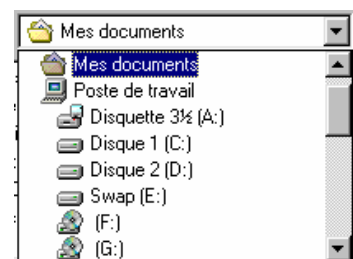 Mes documents
Mes documents
Poste de travail
Disquette 3½ (A:)
Disque 1 (C:)
Disque 2 (D:)
Swap (E:)
(F:)
(G:)